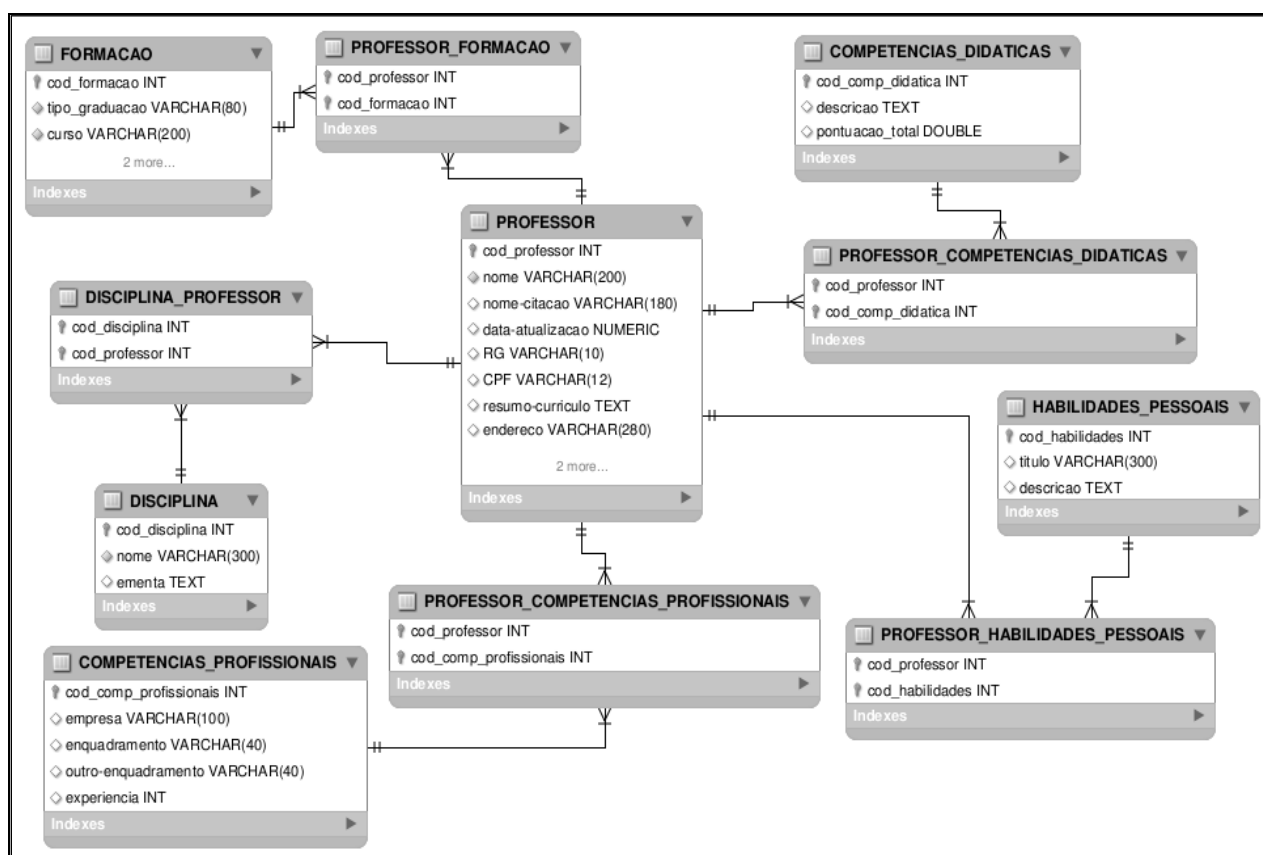 FORMACAO
cod_formacao INT
tipo_graduacao VARCHAR(80)
curso VARCHAR(200)
2 more...
Indexes
PROFESSOR_FORMACAO
cod_professor INT
cod_formacao INT
Indexes
COMPETENCIAS_DIDATICAS
cod_comp_didatica INT
descricao TEXT
pontuacao_total DOUBLE
Indexes
PROFESSOR
cod_professor INT
nome VARCHAR(200)
nome-citacao VARCHAR(180)
data-atualizacao NUMERIC
RG VARCHAR(10)
CPF VARCHAR(12)
resumo-curriculo TEXT
endereco VARCHAR(280)
2 more...
Indexes
PROFESSOR_COMPETENCIAS_DIDATICAS
cod_professor INT
cod_comp_didatica INT
Indexes
DISCIPLINA_PROFESSOR
cod_disciplina INT
cod_professor INT
Indexes
HABILIDADES_PESSOAIS
cod_habilidades INT
titulo VARCHAR(300)
descricao TEXT
Indexes
DISCIPLINA
cod_disciplina INT
nome VARCHAR(300)
ementa TEXT
Indexes
PROFESSOR_COMPETENCIAS_PROFISSIONAIS
cod_professor INT
cod_comp_profissionais INT
Indexes
PROFESSOR_HABILIDADES_PESSOAIS
cod_professor INT
cod_habilidades INT
Indexes
COMPETENCIAS_PROFISSIONAIS
cod_comp_profissionais INT
empresa VARCHAR(100)
enquadramento VARCHAR(40)
outro-enquadramento VARCHAR(40)
experiencia INT
Indexes